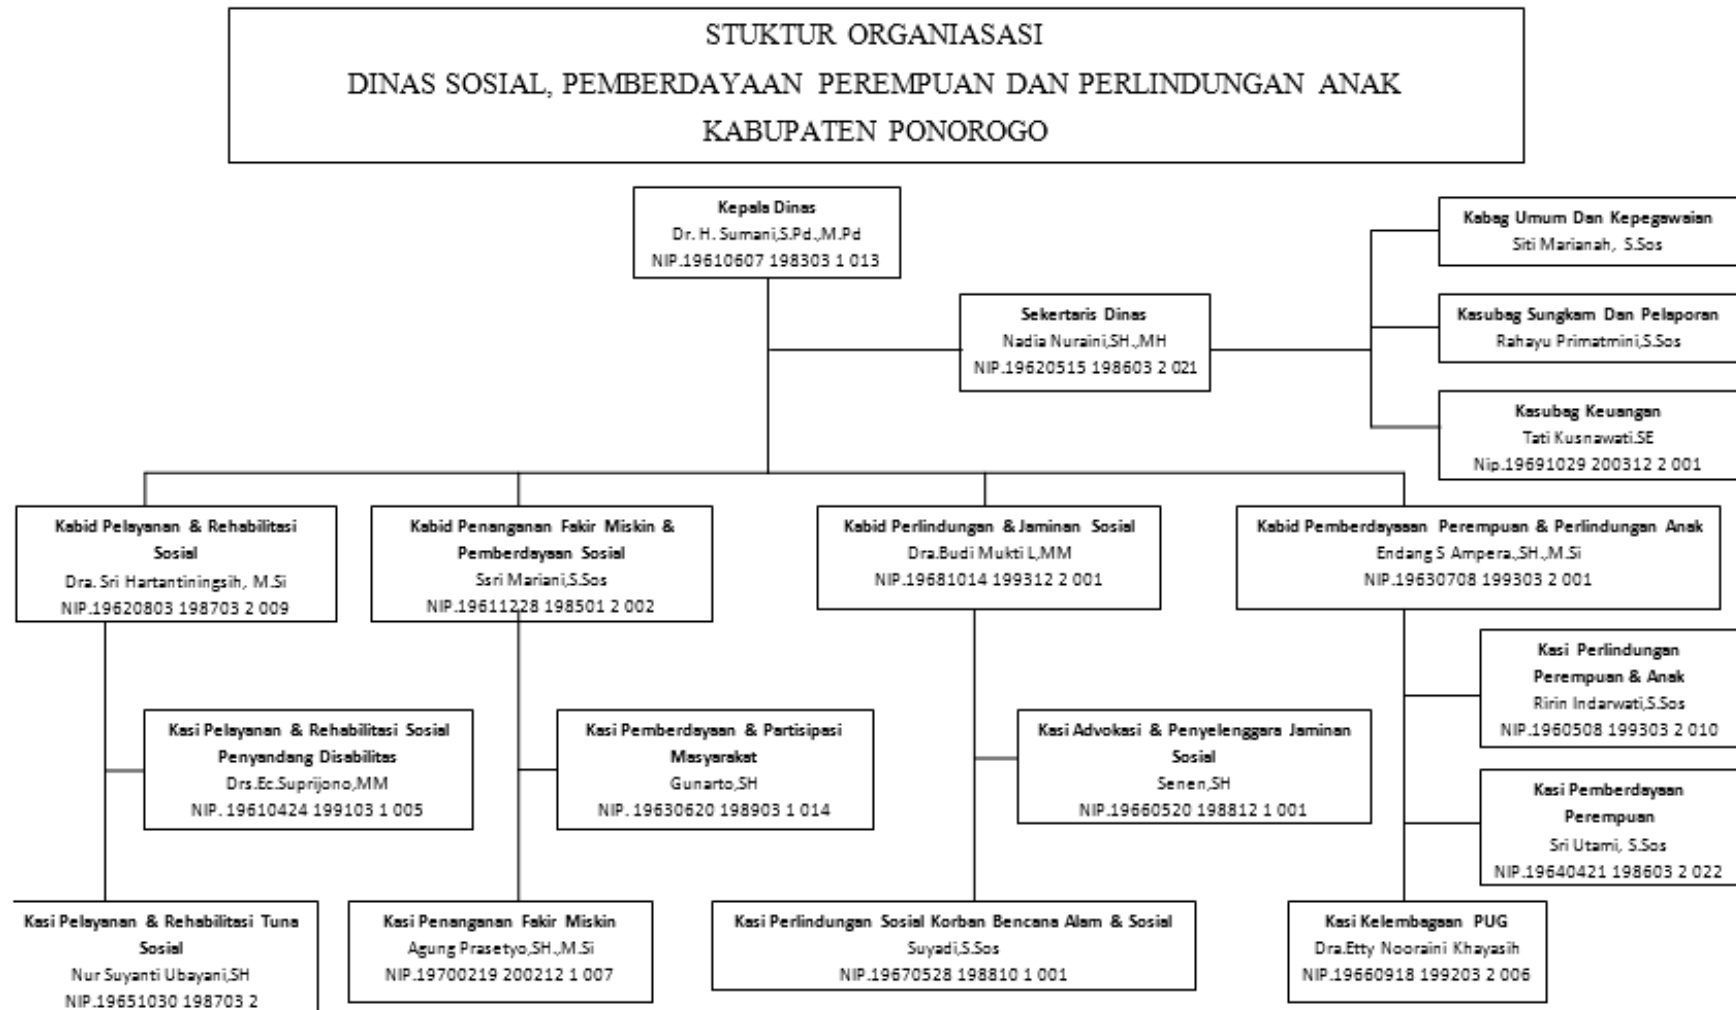 STUKTUR ORGANIASASI
DINAS SOSIAL, PEMBERDAYAAN PEREMPUAN DAN PERLINDUNGAN ANAK
KABUPATEN PONOROGO
Kepala Dinas
Dr. H. Sumani,S.Pd.,M.Pd
NIP.19610607 198303 1 013
Sekertaris Dinas
Nadia Nuraini,SH.,MH
NIP.19620515 198603 2 021
Kabag Umum Dan Kepegawaian
Siti Marianah, S.Sos
Kasubag Sungkam Dan Pelaporan
Rahayu Primatmini,S.Sos
Kasubag Keuangan
Tati Kusnawati.SE
Nip.19691029 200312 2 001
Kabid Pelayanan & Rehabilitasi
Sosial
Dra. Sri Hartantiningsih, M.Si
NIP.19620803 198703 2 009
Kabid Penanganan Fakir Miskin &
Pemberdayaan Sosial
Ssri Mariani,S.Sos
NIP.19611228 198501 2 002
Kabid Perlindungan & Jaminan Sosial
Dra.Budi Mukti L,MM
NIP.19681014 199312 2 001
Kabid Pemberdayaaan Perempuan & Perlindungan Anak
Endang S Ampera.,SH.,M.Si
NIP.19630708 199303 2 001
Kasi Pelayanan & Rehabilitasi Sosial
Penyandang Disabilitas
Drs.Ec.Suprijono,MM
NIP. 19610424 199103 1 005
Kasi Pemberdayaan & Partisipasi
Masyarakat
Gunarto,SH
NIP. 19630620 198903 1 014
Kasi Advokasi & Penyelenggara Jaminan
Sosial
Senen,SH
NIP.19660520 198812 1 001
Kasi Perlindungan
Perempuan & Anak
Ririn Indarwati,S.Sos
NIP.1960508 199303 2 010
Kasi Pemberdayaan
Perempuan
Sri Utami, S.Sos
NIP.19640421 198603 2 022
Kasi Pelayanan & Rehabilitasi Tuna
Sosial
Nur Suyanti Ubayani,SH
NIP.19651030 198703 2
Kasi Penanganan Fakir Miskin
Agung Prasetyo,SH.,M.Si
NIP.19700219 200212 1 007
Kasi Perlindungan Sosial Korban Bencana Alam & Sosial
Suyadi,S.Sos
NIP.19670528 198810 1 001
Kasi Kelembagaan PUG
Dra.Etty Nooraini Khayasih
NIP.19660918 199203 2 006